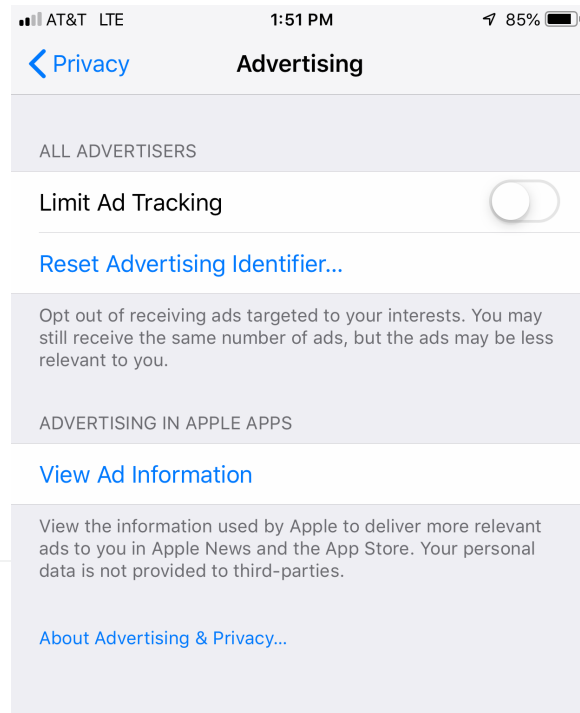 AT&T LTE 1:51 PM 85%
Privacy Advertising
ALL ADVERTISERS
Limit Ad Tracking
Reset Advertising Identifier...
Opt out of receiving ads targeted to your interests. You may
still receive the same number of ads, but the ads may be less
relevant to you.
ADVERTISING IN APPLE APPS
View Ad Information
View the information used by Apple to deliver more relevant
ads to you in Apple News and the App Store. Your personal
data is not provided to third-parties.
About Advertising & Privacy...